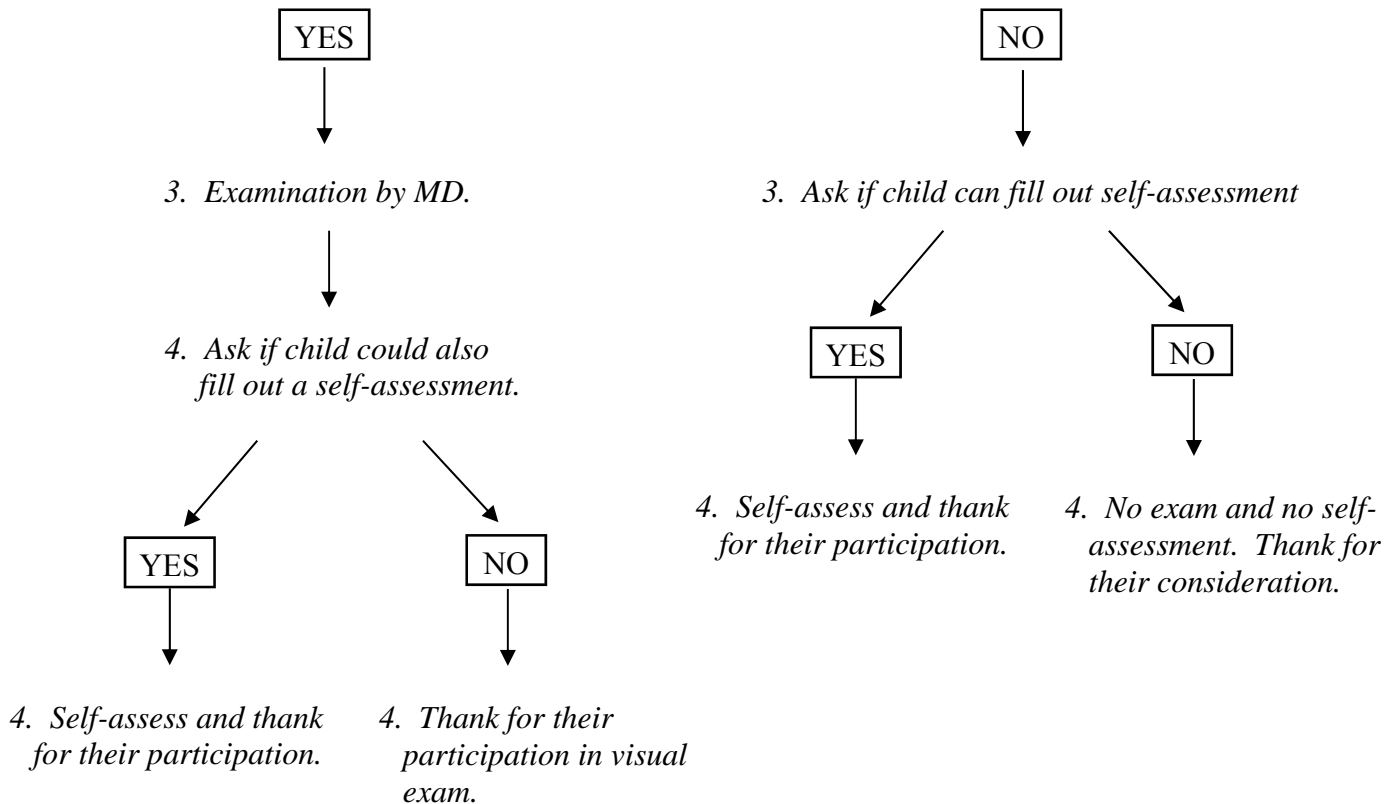 YES
3. Examination by MD.
4. Ask if child could also
fill out a self-assessment.
YES
4. Self-assess and thank
for their participation.
NO
4. Thank for their
participation in visual
exam.
NO
3. Ask if child can fill out self-assessment
YES
4. Self-assess and thank
for their participation.
NO
4. No exam and no self-
assessment. Thank for
their consideration.